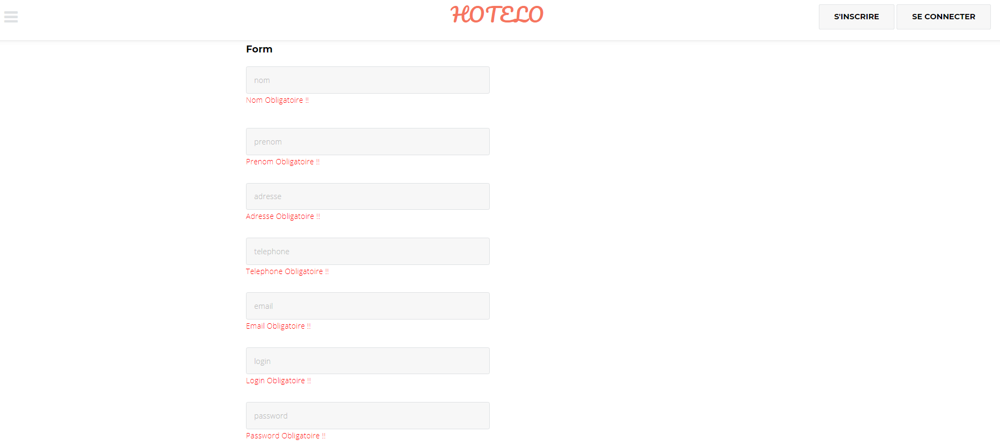 HOTELO
S'INSCRIRE
SE CONNECTER
Form
nom
Nom Obligatoire !!
prenom
Prenom Obligatoire !!
adresse
Adresse Obligatoire !!
telephone
Telephone Obligatoire !!
email
Email Obligatoire !!
login
Login Obligatoire !!
password
Password Obligatoire !!